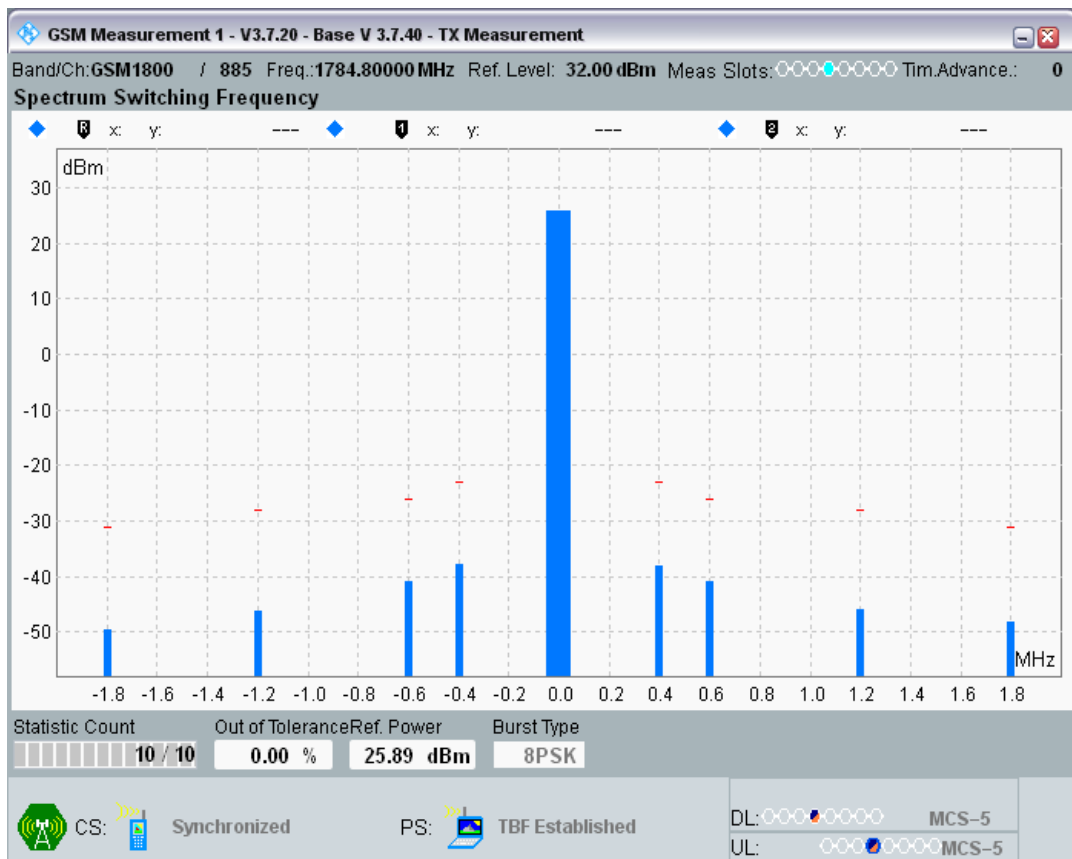 GSM Measurement 1 - V3.7.20 - Base V 3.7.40 - TX Measurement
Band/Ch:GSM1800 / 885 Freq.:1784.80000 MHz Ref. Level: 32.00 dBm Meas Slots: Tim.Advance.: 0
Spectrum Switching Frequency
R x: y: --- 1 x: y: --- 2 x: y: ---
dBm
30
20
10
0
-10
-20
-30
-40
-50
MHz
-1.8 -1.6 -1.4 -1.2 -1.0 -0.8 -0.6 -0.4 -0.2 0.0 0.2 0.4 0.6 0.8 1.0 1.2 1.4 1.6 1.8
Statistic Count Out of Tolerance Ref. Power Burst Type
10 / 10 0.00 % 25.89 dBm 8PSK
CS: Synchronized PS: TBF Established
DL: MCS-5
UL: MCS-5